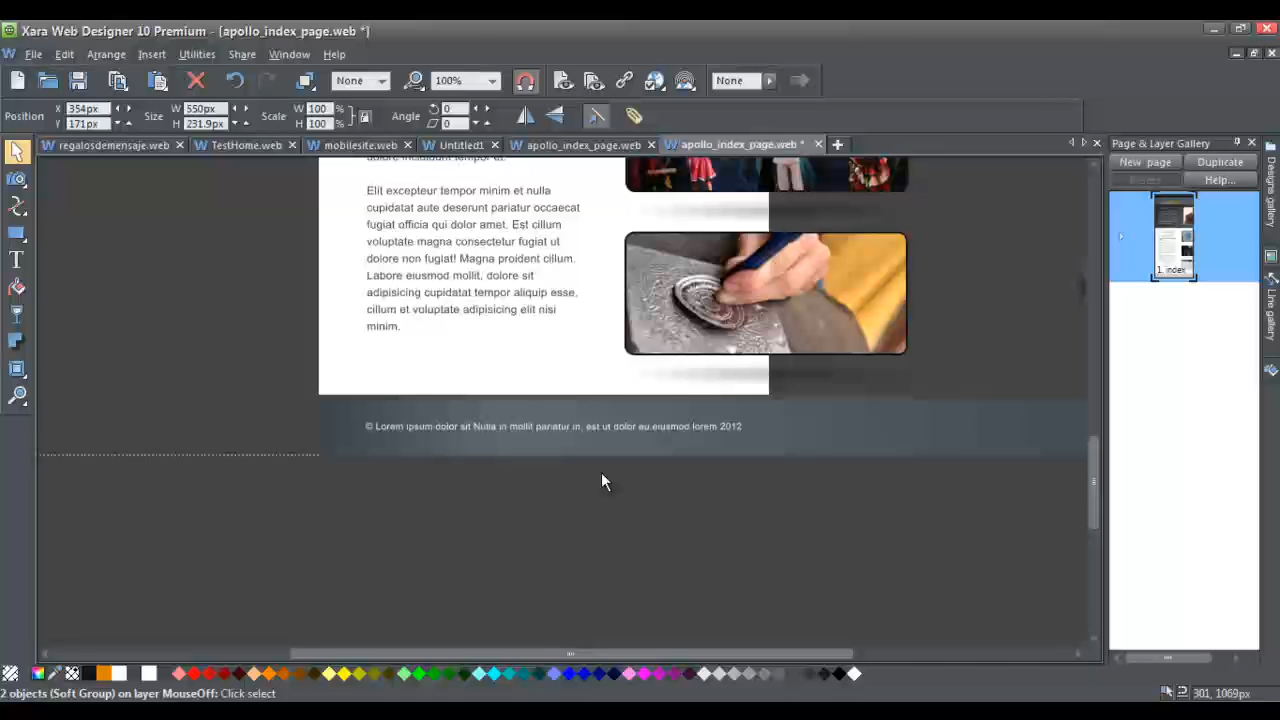 Xara Web Designer 10 Premium - [apollo_index_page.web *]
File Edit Arrange Insert Utilities Share Window Help
None 100% None
Position X 354px Y 171px Size W 550px H 231.9px Scale W 100 % H 100 Angle 0 0
regalosdemensaje.web TestHome.web mobilesite.web Untitled1 apollo_index_page.web apollo_index_page.web *
Page & Layer Gallery
New page Duplicate
Help...
1. index
Designs gallery
Line gallery
dolore incididunt tempor ut.
Elit excepteur tempor minim et nulla
cupidatat aute deserunt pariatur occaecat
fugiat officia qui dolor amet. Est cillum
voluptate magna consectetur fugiat ut
dolore non fugiat! Magna proident cillum.
Labore eiusmod mollit, dolore sit
adipisicing cupidatat tempor aliquip esse,
cillum et voluptate adipisicing elit nisi
minim.
© Lorem ipsum dolor sit Nulla in mollit pariatur in, est ut dolor eu eiusmod lorem 2012
2 objects (Soft Group) on layer MouseOff: Click select
301, 1069px